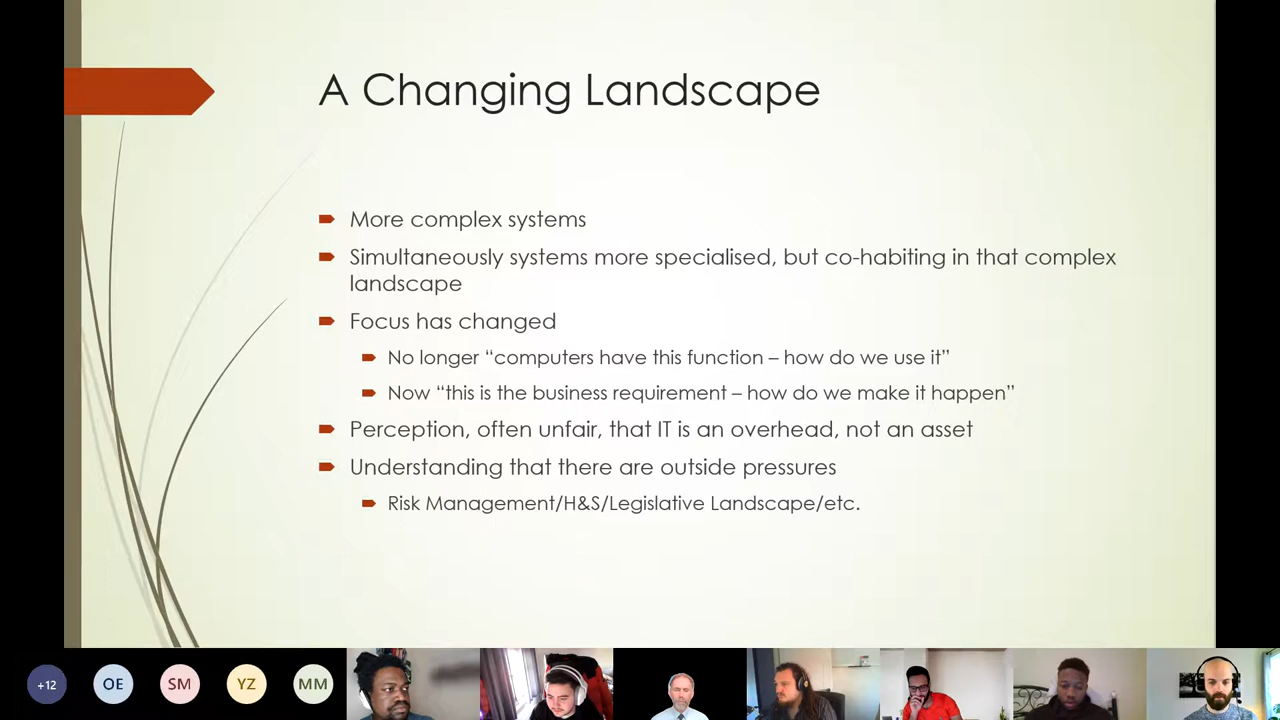 A Changing Landscape
More complex systems
Simultaneously systems more specialised, but co-habiting in that complex
landscape
Focus has changed
No longer “computers have this function – how do we use it”
Now “this is the business requirement – how do we make it happen”
Perception, often unfair, that IT is an overhead, not an asset
Understanding that there are outside pressures
Risk Management/H&S/Legislative Landscape/etc.
+12 OE SM YZ MM